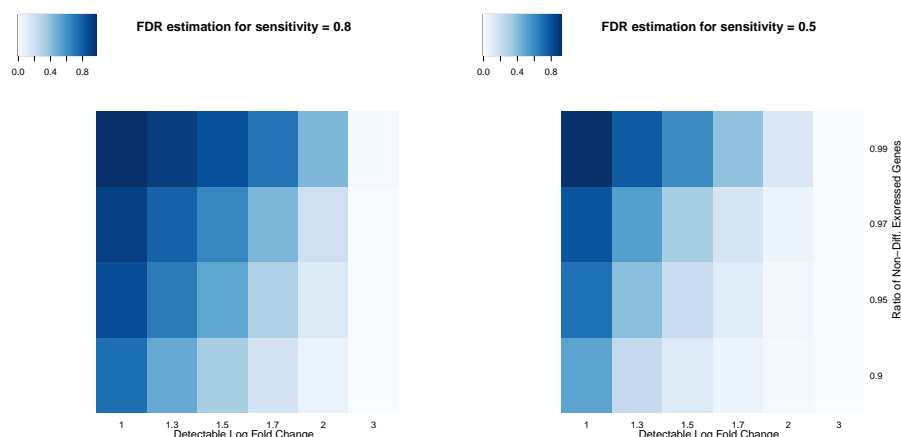 FDR estimation for sensitivity = 0.8
0.0 0.4 0.8
1 1.3 1.5 1.7 2 3
Detectable Log Fold Change
FDR estimation for sensitivity = 0.5
0.0 0.4 0.8
0.99
0.97
0.95
0.9
Ratio of Non−Diff. Expressed Genes
1 1.3 1.5 1.7 2 3
Detectable Log Fold Change